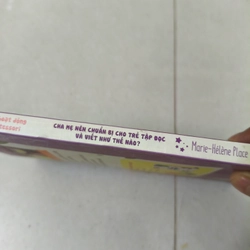 CHA MẸ NÊN CHUẨN BỊ CHO TRẺ TẬP ĐỌC
VÀ VIẾT NHƯ THẾ NÀO?
Marie-Hélène Place